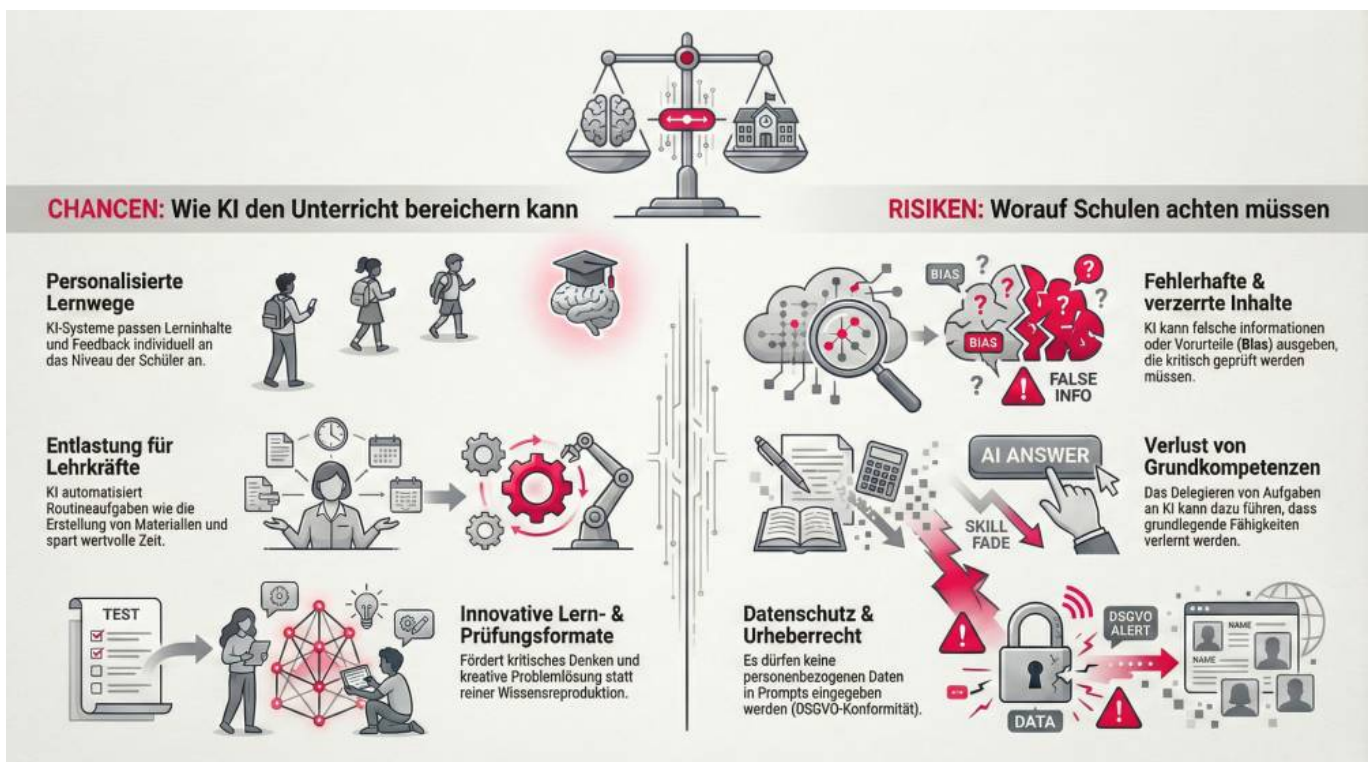 CHANCEN: Wie KI den Unterricht bereichern kann
Personalisierte
Lernwege
KI-Systeme passen Lerninhalte
und Feedback individuell an
das Niveau der Schüler an.
Entlastung für
Lehrkräfte
KI automatisiert
Routineaufgaben wie die
Erstellung von Materiallen und
spart wertvolle Zeit.
TEST
Innovative Lern- &
Prüfungsformate
Fördert kritisches Denken und
kreative Problemlösung statt
reiner Wissensreproduktion.
RISIKEN: Worauf Schulen achten müssen
BIAS
BIAS
FALSE
INFO
Fehlerhafte &
verzerrte Inhalte
KI kann falsche informationen
oder Vorurteile (Blas) ausgeben,
die kritisch geprüft werden
müssen.
AI ANSWER
SKILL
FADE
Verlust von
Grundkompetenzen
Das Delegieren von Aufgaben
an KI kann dazu führen, dass
grundlegende Fähigkeiten
verlernt werden.
Datenschutz &
Urheberrecht
Es dürfen keine
personenbezogenen Daten
in Prompts eingegeben
werden (DSGVO-Konformität).
DATA
DSGVO
ALERT
NAME
NAME